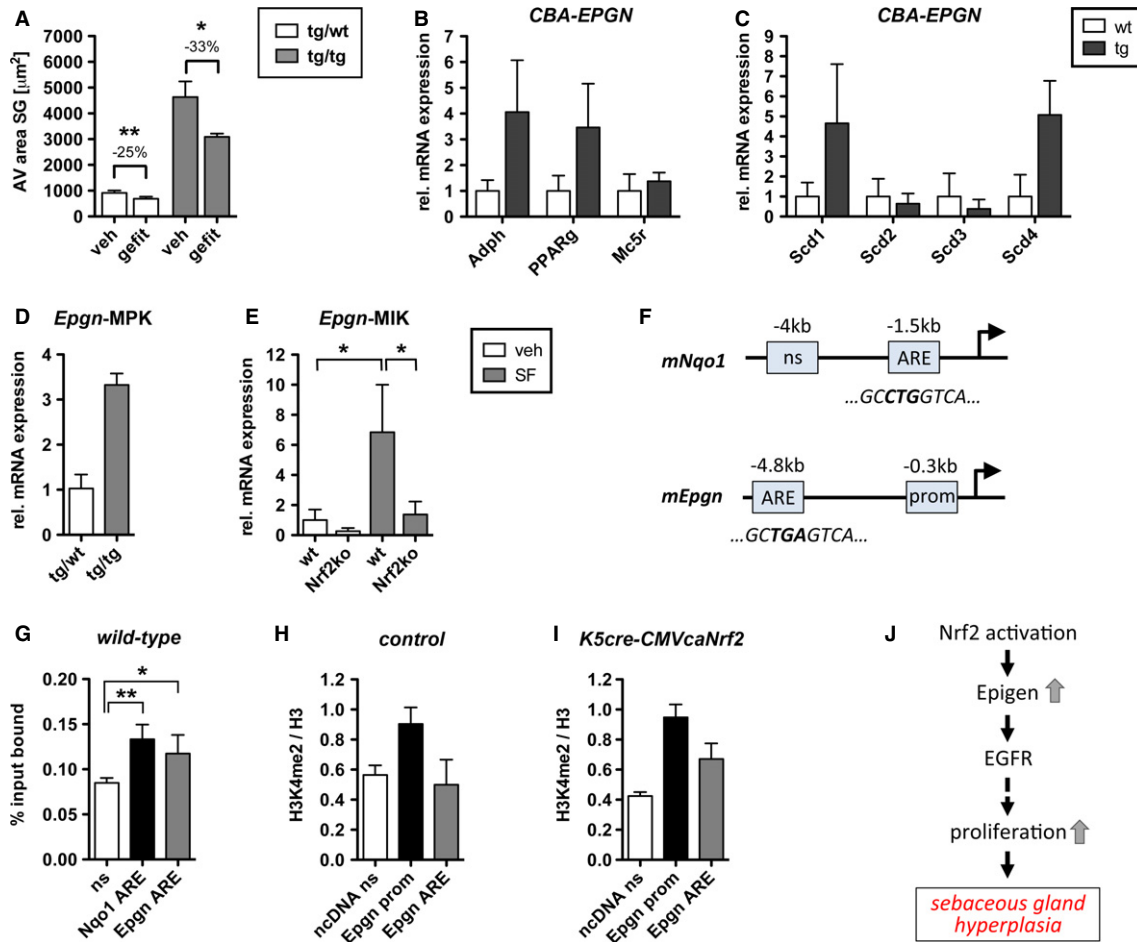 A
AV area SG [µm²]
7000
6000
5000
4000
3000
2000
1000
0
**
-25%
*
-33%
veh
gefit
veh
gefit
tg/wt
tg/tg
B
CBA-EPGN
rel. mRNA expression
7
6
5
4
3
2
1
0
Adph
PPARg
Mc5r
C
CBA-EPGN
wt
tg
rel. mRNA expression
9
8
7
6
5
4
3
2
1
0
Scd1
Scd2
Scd3
Scd4
D
Epgn-MPK
rel. mRNA expression
4
3
2
1
0
tg/wt
tg/tg
E
Epgn-MIK
rel. mRNA expression
12
10
8
6
4
2
0
*
*
wt
Nrf2ko
wt
Nrf2ko
veh
SF
F
-4kb
-1.5kb
mNqo1
ns
ARE
...GCCTGGTCA...
-4.8kb
-0.3kb
mEpgn
ARE
prom
...GCTGAGTCA...
G
wild-type
% input bound
0.20
0.15
0.10
0.05
0.00
*
**
ns
Nqo1 ARE
Epgn ARE
H
control
H3K4me2 / H3
1.2
1.0
0.8
0.6
0.4
0.2
0.0
ncDNA ns
Epgn prom
Epgn ARE
I
K5cre-CMVcaNrf2
H3K4me2 / H3
1.2
1.0
0.8
0.6
0.4
0.2
0.0
ncDNA ns
Epgn prom
Epgn ARE
J
Nrf2 activation
Epigen
EGFR
proliferation
sebaceous gland
hyperplasia